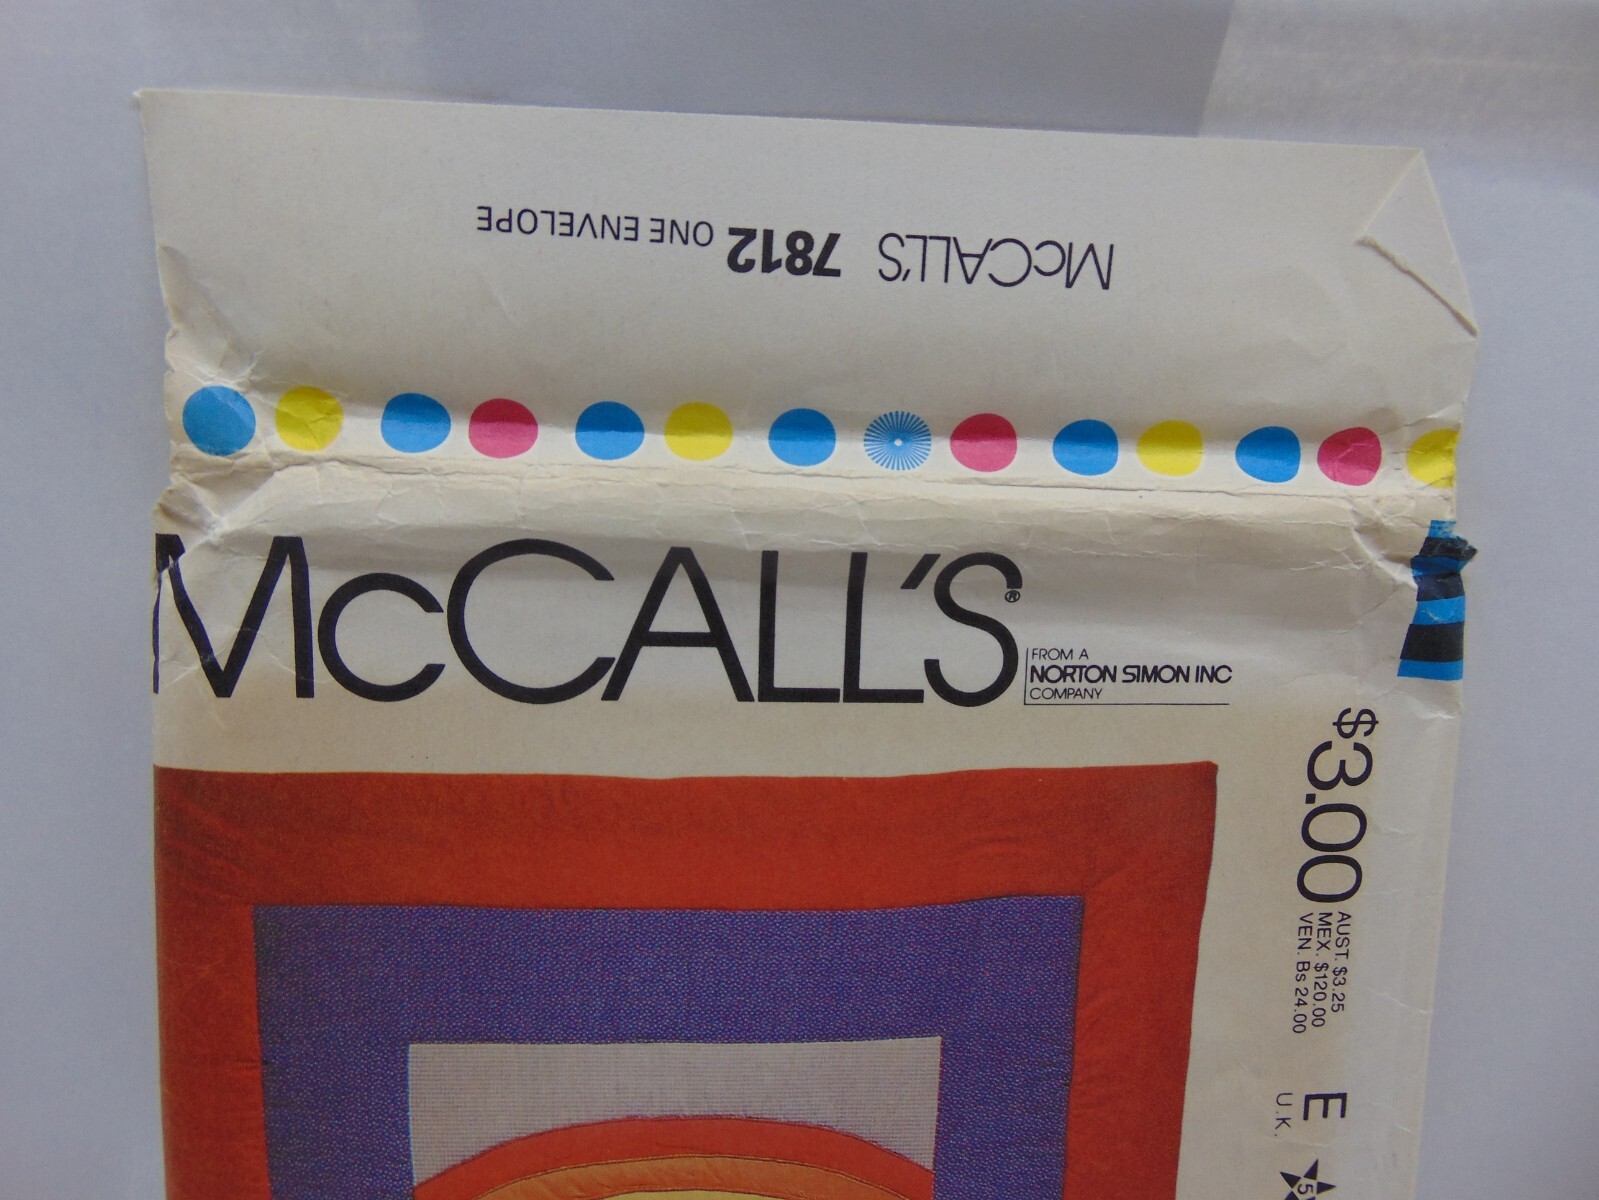 McCALL'S 7812 ONE ENVELOPE
McCALL'S®
FROM A
NORTON SIMON INC
COMPANY
$3.00
AUST. $3.25
MEX. $120.00
VEN. Bs 24.00
E
U.K.